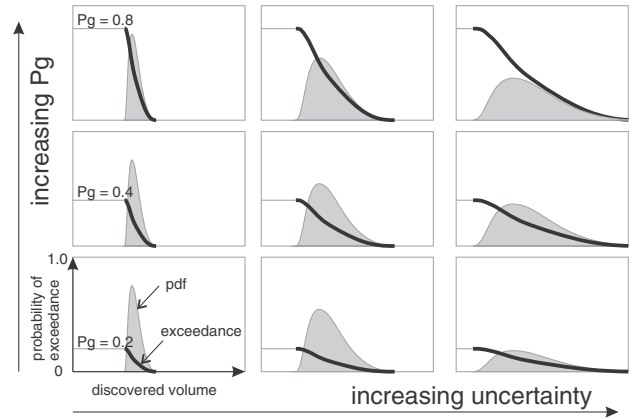 Pg = 0.8
increasing Pg
Pg = 0.4
1.0
pdf
probability of
exceedance
exceedance
Pg = 0.2
0
discovered volume
increasing uncertainty